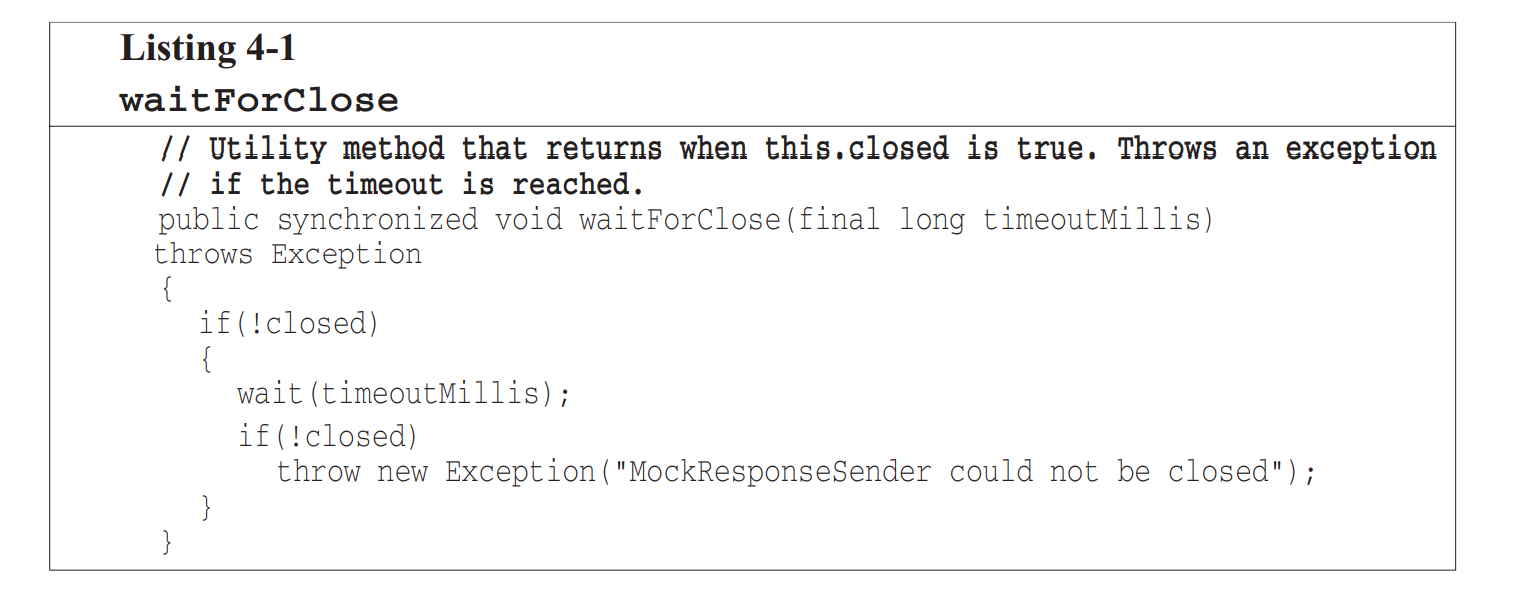 Listing 4-1
waitForClose
// Utility method that returns when this.closed is true. Throws an exception
// if the timeout is reached.
public synchronized void waitForClose(final long timeoutMillis)
throws Exception
{
if(!closed)
{
wait(timeoutMillis);
if(!closed)
throw new Exception("MockResponseSender could not be closed");
}
}